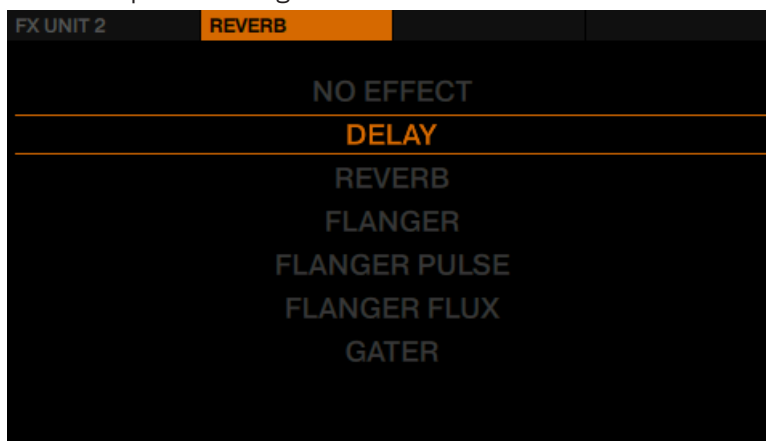 FX UNIT 2 REVERB
NO EFFECT
DELAY
REVERB
FLANGER
FLANGER PULSE
FLANGER FLUX
GATER